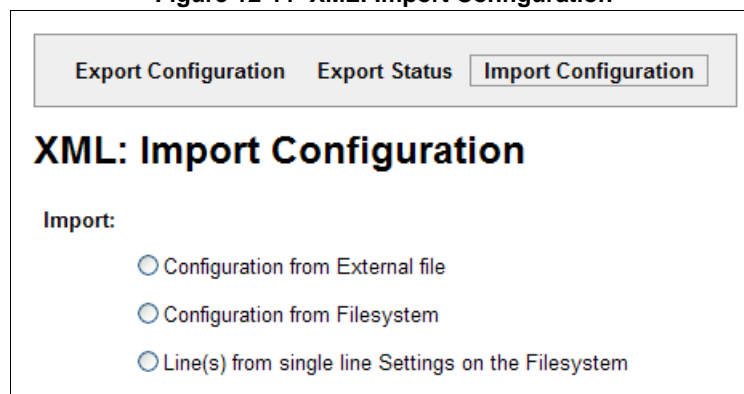 Figure 12-11 XML: Import Configuration
Export Configuration Export Status Import Configuration
XML: Import Configuration
Import:
Configuration from External file
Configuration from Filesystem
Line(s) from single line Settings on the Filesystem